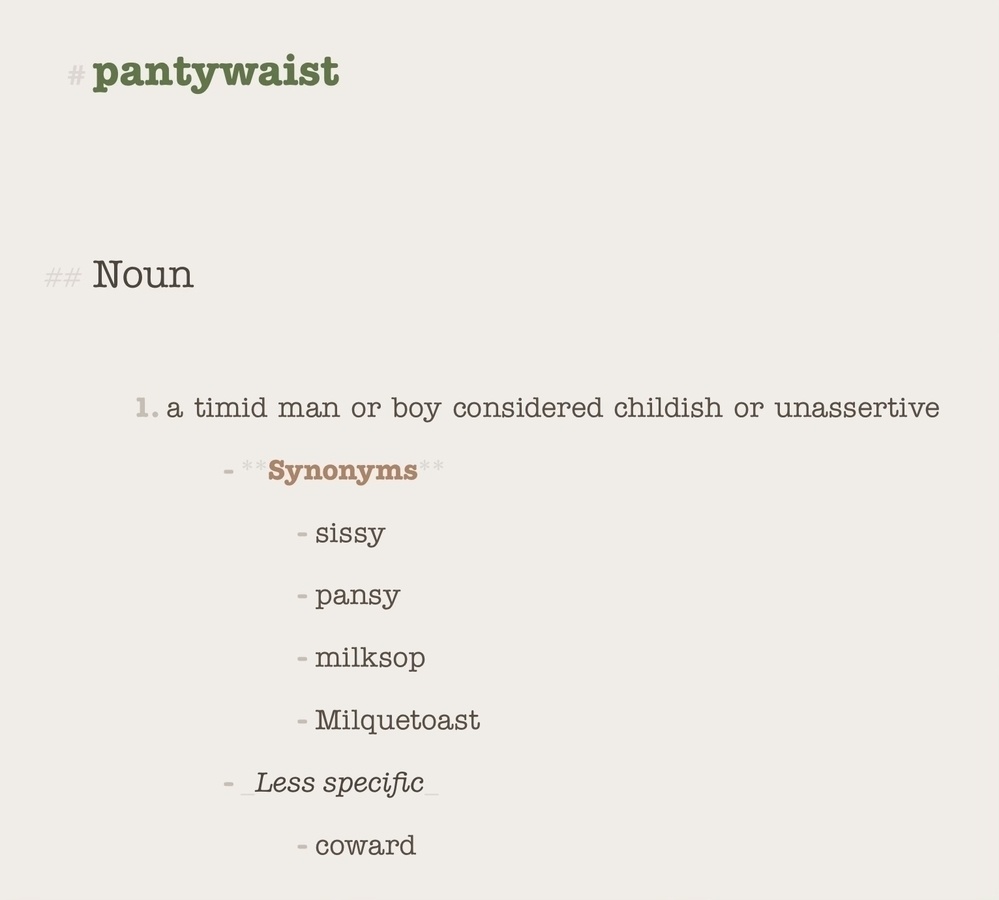 # pantywaist
## Noun
1. a timid man or boy considered childish or unassertive
- **Synonyms**
- sissy
- pansy
- milksop
- Milquetoast
- _Less specific_
- coward